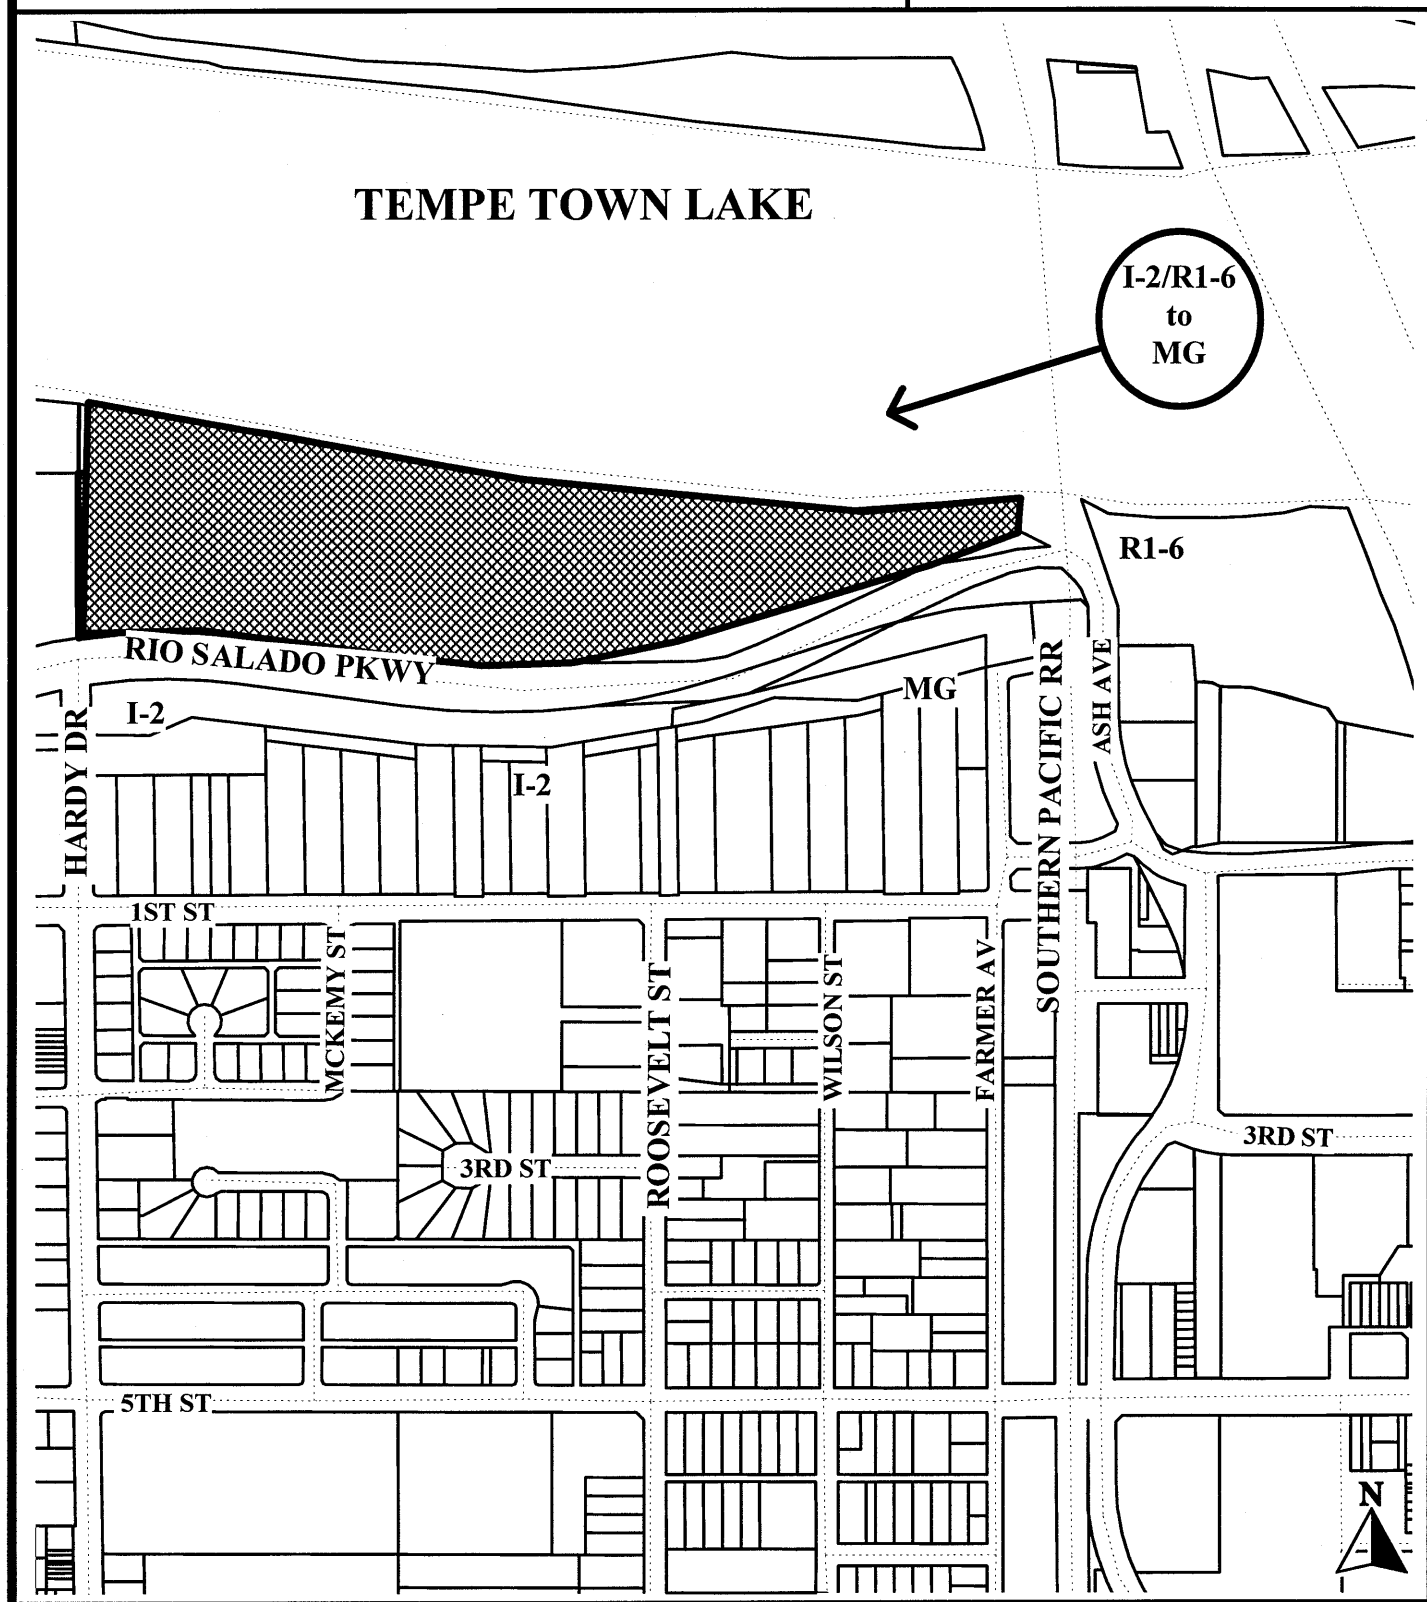 TEMPE TOWN LAKE
I-2/R1-6
to
MG
R1-6
RIO SALADO PKWY
MG
I-2
I-2
HARDY DR
SOUTHERN PACIFIC RR
ASH AVE
1ST ST
MCKEMY ST
ROOSEVELT ST
WILSON ST
FARMER AV
3RD ST
3RD ST
5TH ST
N